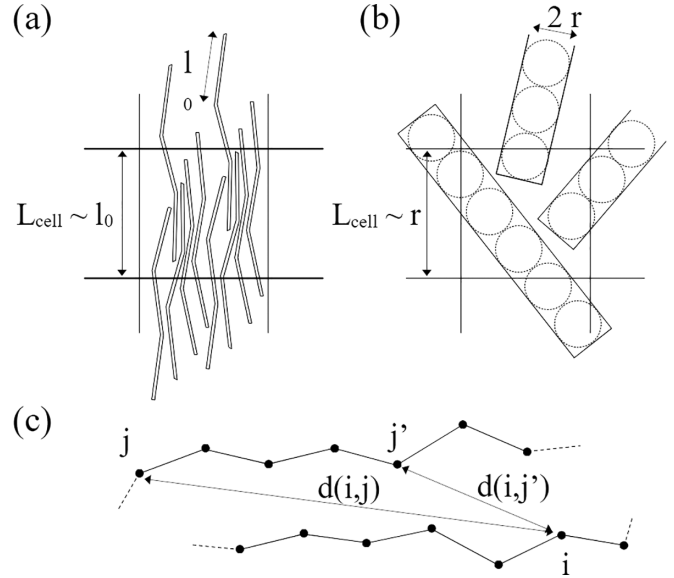 (a)
l
0
L_cell ~ l_0
(b)
2 r
L_cell ~ r
(c)
j
j’
d(i,j)
d(i,j’)
i